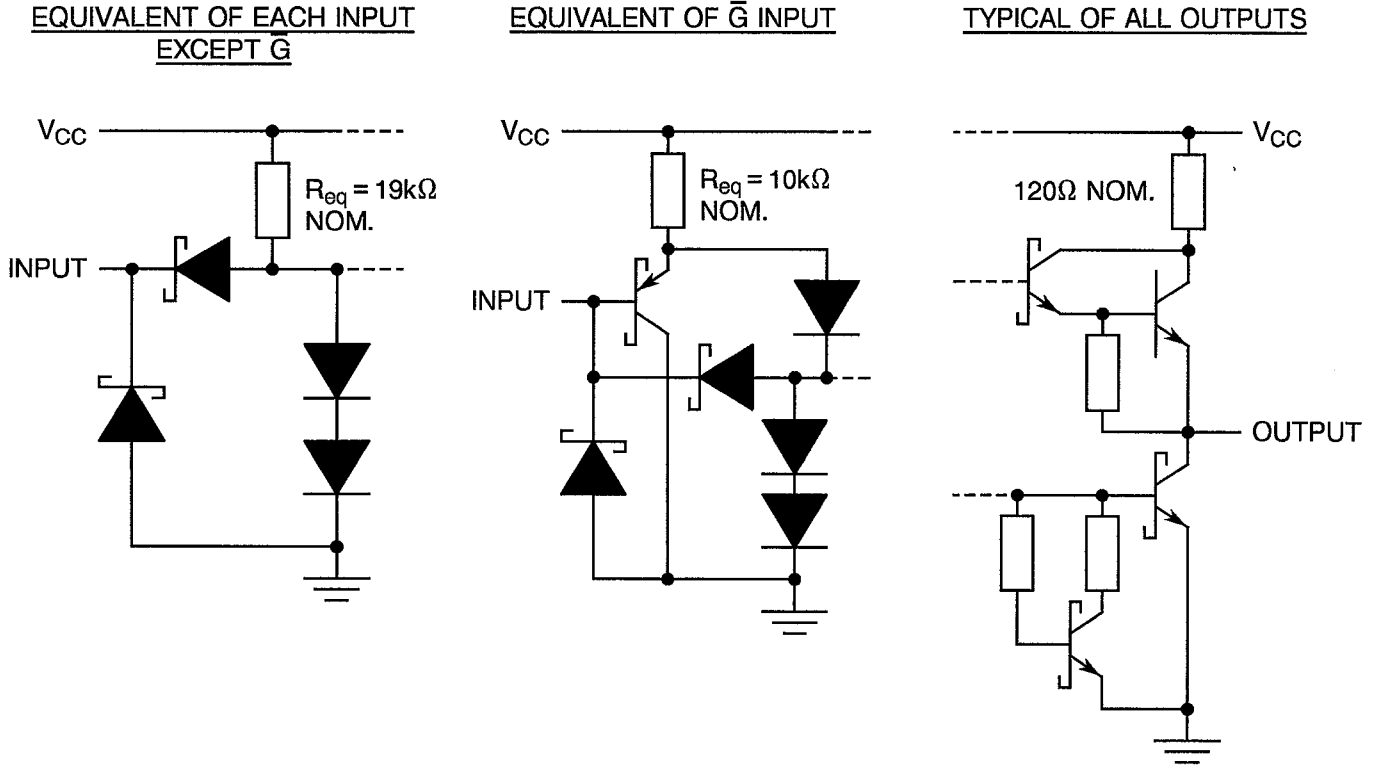 EQUIVALENT OF EACH INPUT
EXCEPT G̅
EQUIVALENT OF G̅ INPUT
TYPICAL OF ALL OUTPUTS
VCC
Req = 19kΩ
NOM.
INPUT
VCC
Req = 10kΩ
NOM.
INPUT
VCC
120Ω NOM.
OUTPUT